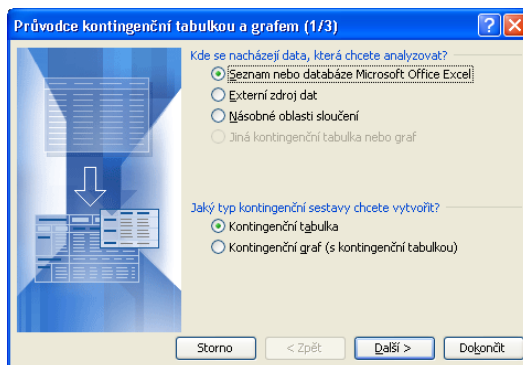 Průvodce kontingenční tabulkou a grafem (1/3)
Kde se nacházejí data, která chcete analyzovat?
Seznam nebo databáze Microsoft Office Excel
Externí zdroj dat
Násobné oblasti sloučení
Jiná kontingenční tabulka nebo graf
Jaký typ kontingenční sestavy chcete vytvořit?
Kontingenční tabulka
Kontingenční graf (s kontingenční tabulkou)
Storno
< Zpět
Další >
Dokončit